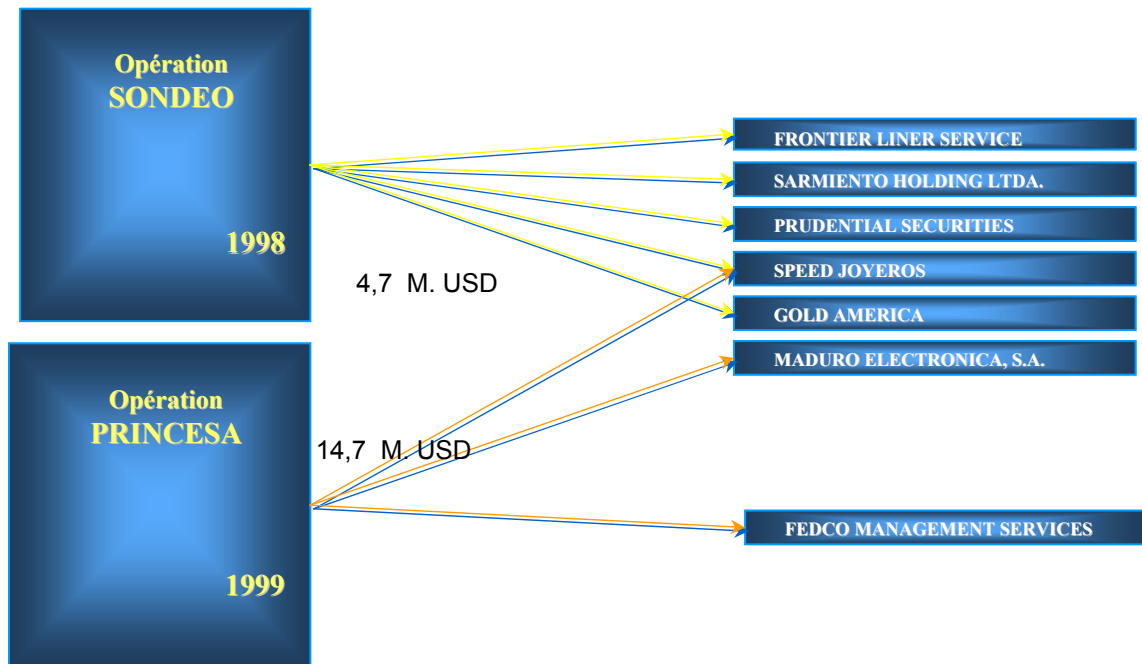 Opération
SONDEO
1998
4,7 M. USD
Opération
PRINCESA
14,7 M. USD
1999
FRONTIER LINER SERVICE
SARMIENTO HOLDING LTDA.
PRUDENTIAL SECURITIES
SPEED JOYEROS
GOLD AMERICA
MADURO ELECTRONICA, S.A.
FEDCO MANAGEMENT SERVICES